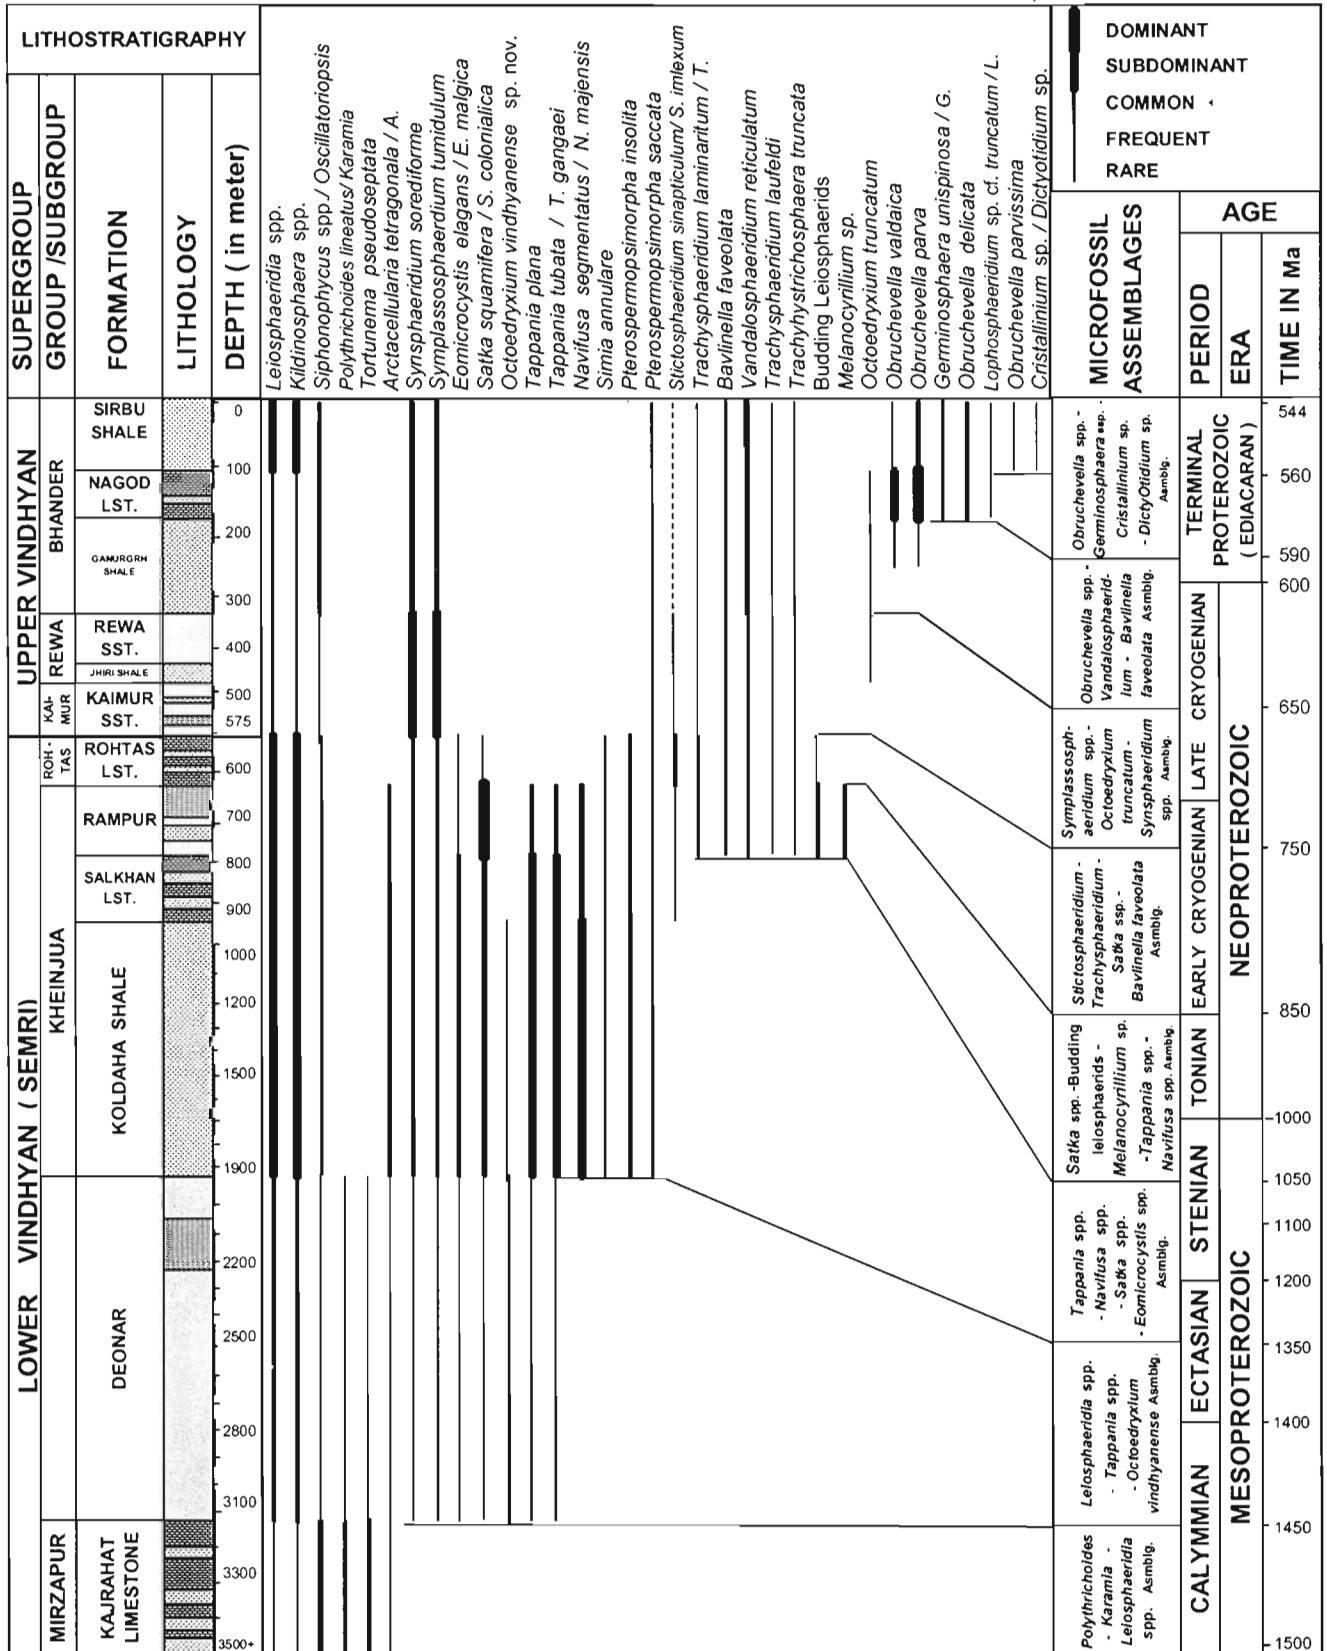 LITHOSTRATIGRAPHY
SUPERGROUP
GROUP /SUBGROUP
FORMATION
LITHOLOGY
DEPTH ( in meter)
Leiosphaeridia spp.
Kildinosphaera spp.
Siphonophycus spp./ Oscillatoriopsis
Polythrichoides lineatus/ Karamia
Tortunema pseudoseptata
Arctacellularia tetragonala / A.
Synsphaeridium sorediforme
Symplassosphaerdium tumidulum
Eomicrocystis elagans / E. malgica
Satka squamifera / S. colonialica
Octoedryxium vindhyanense sp. nov.
Tappania plana
Tappania tubata / T. gangaei
Navifusa segmentatus / N. majensis
Simia annulare
Pterospermopsimorpha insolita
Pterospermopsimorpha saccata
Stictosphaeridium sinapticulum/ S. imlexum
Trachysphaeridium laminaritum / T.
Bavlinella faveolata
Vandalosphaeridium reticulatum
Trachysphaeridium laufeldi
Trachyhystrichosphaera truncata
Budding Leiosphaerids
Melanocyrillium sp.
Octoedryxium truncatum
Obruchevella valdaica
Obruchevella parva
Germinosphaera unispinosa / G.
Obruchevella delicata
Lophosphaeridium sp. cf. truncatum / L.
Obruchevella parvissima
Cristallinium sp. / Dictyotidium sp.
DOMINANT
SUBDOMINANT
COMMON
FREQUENT
RARE
MICROFOSSIL
ASSEMBLAGES
AGE
PERIOD
ERA
TIME IN Ma
UPPER VINDHYAN
LOWER VINDHYAN ( SEMRI)
BHANDER
REWA
KAI-
MUR
ROH-
TAS
KHEINJUA
MIRZAPUR
SIRBU
SHALE
NAGOD
LST.
GANURGRH
SHALE
REWA
SST.
JHIRI SHALE
KAIMUR
SST.
ROHTAS
LST.
RAMPUR
SALKHAN
LST.
KOLDAHA SHALE
DEONAR
KAJRAHAT
LIMESTONE
0
100
200
300
400
500
575
600
700
800
900
1000
1200
1500
1900
2200
2500
2800
3100
3300
3500+
Obruchevella spp. -
Germinosphaera ssp. -
Cristallinium sp.
- DictyOtidium sp.
Asmblg.
Obruchevella spp. -
Vandalosphaerid-
ium - Bavlinella
faveolata Asmblg.
Symplassosph-
aeridium spp. -
Octoedryxium
truncatum -
Synsphaeridium
spp. Asmblg.
Stictosphaeridium -
Trachysphaeridium -
Satka ssp. -
Bavlinella faveolata
Asmblg.
Satka spp. -Budding
leiosphaerids -
Melanocyrillium sp.
-Tappania spp. -
Navifusa spp. Asmblg.
Tappania spp.
- Navifusa spp.
- Satka spp.
- Eomicrocystis spp.
Asmblg.
Leiosphaeridia spp.
- Tappania spp.
- Octoedryxium
vindhyanense Asmblg.
Polythrichoides
- Karamia -
Leiosphaeridia
spp. Asmblg.
TERMINAL
PROTEROZOIC
( EDIACARAN )
LATE CRYOGENIAN
EARLY CRYOGENIAN
TONIAN
STENIAN
ECTASIAN
CALYMMIAN
NEOPROTEROZOIC
MESOPROTEROZOIC
544
560
590
600
650
750
850
1000
1050
1100
1200
1350
1400
1450
1500